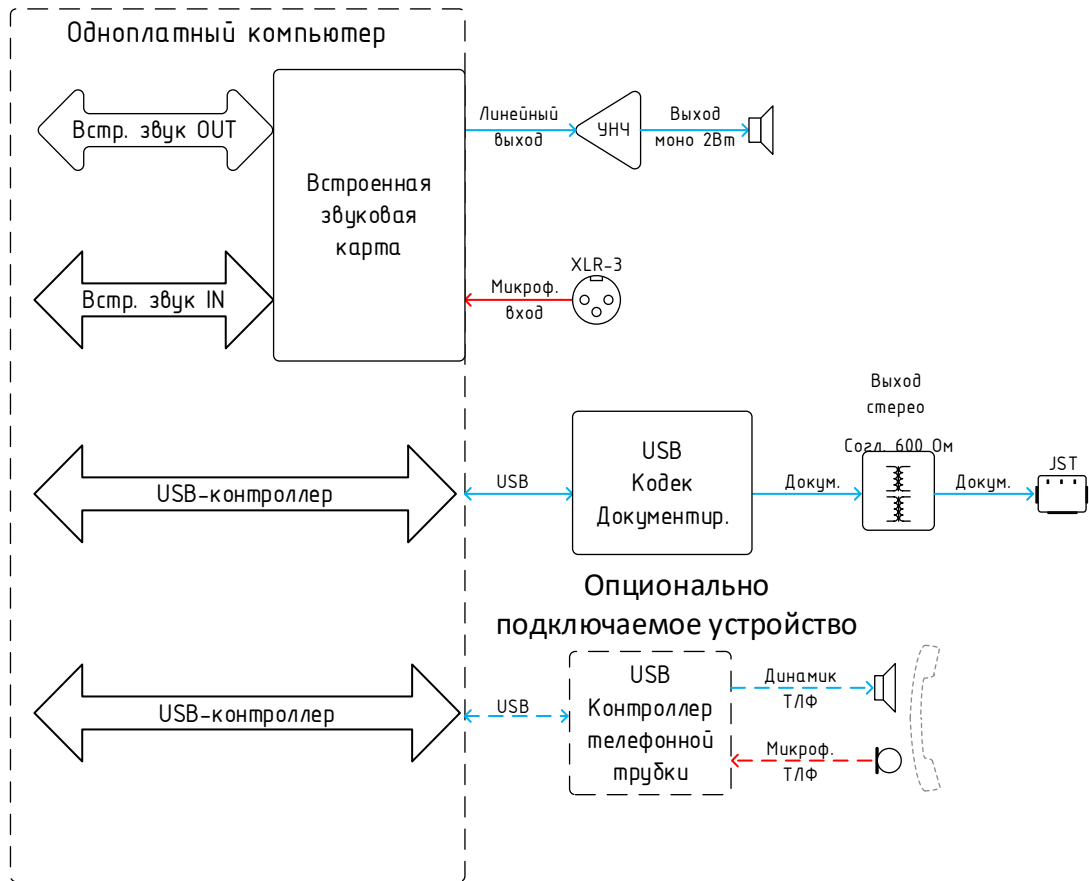 Одноплатный компьютер
Встр. звук OUT
Встроенная
звуковая
карта
Линейный
выход
УНЧ
Выход
моно 2Вт
Встр. звук IN
Микроф.
вход
XLR-3
Выход
стерео
Согл. 600 Ом
USB-контроллер
USB
USB
Кодек
Документир.
Докум.
Докум.
JST
Опционально
подключаемое устройство
USB-контроллер
USB
USB
Контроллер
телефонной
трубки
Динамик
ТЛФ
Микроф.
ТЛФ